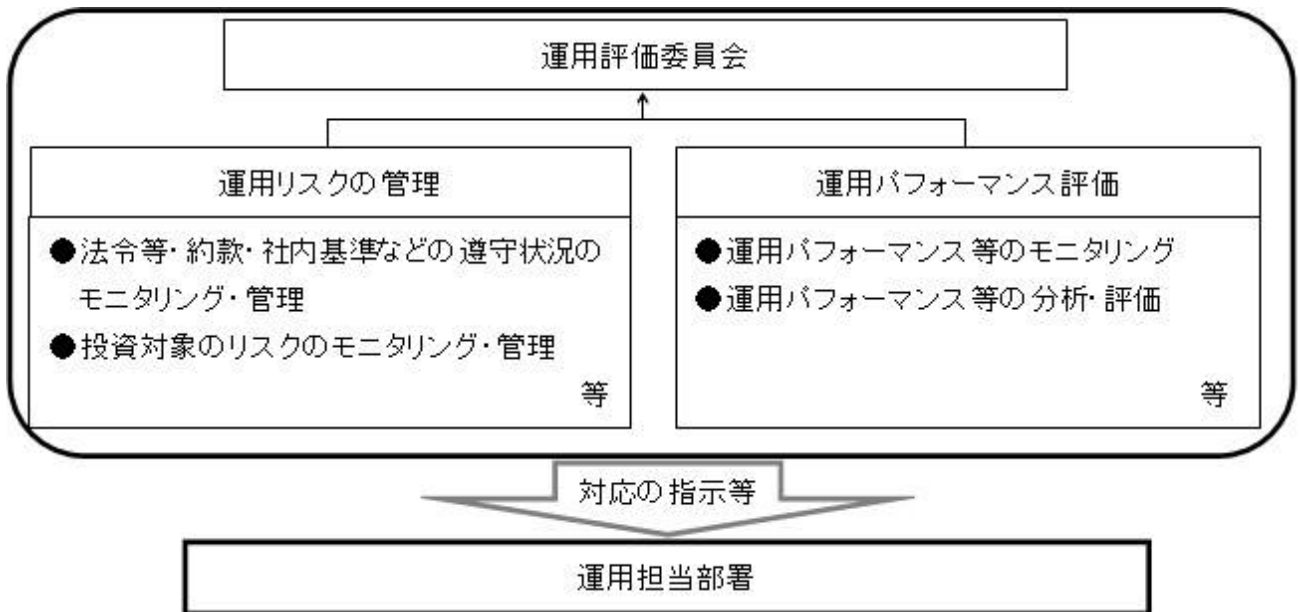 運用評価委員会
運用リスクの管理
●法令等・約款・社内基準などの遵守状況の
モニタリング・管理
●投資対象のリスクのモニタリング・管理
等
運用パフォーマンス評価
●運用パフォーマンス等のモニタリング
●運用パフォーマンス等の分析・評価
等
対応の指示等
運用担当部署